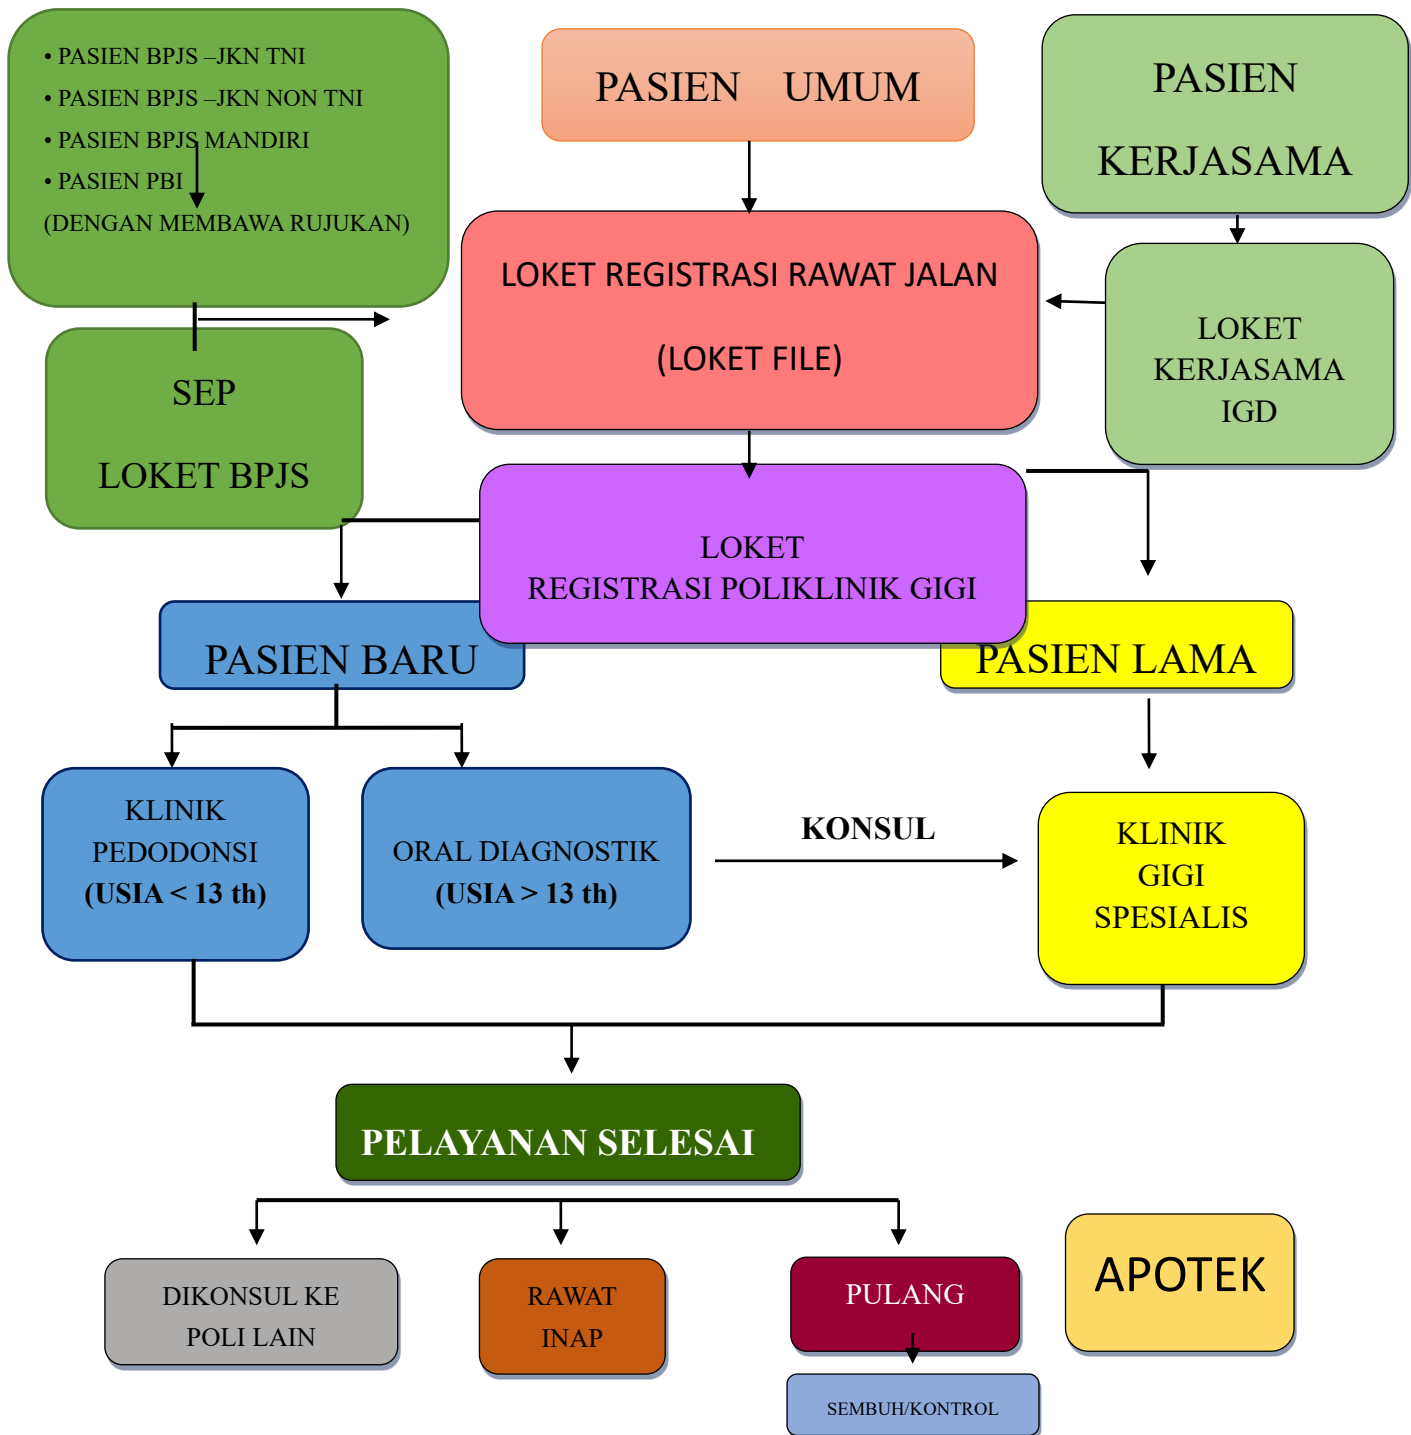 • PASIEN BPJS –JKN TNI
• PASIEN BPJS –JKN NON TNI
• PASIEN BPJS MANDIRI
• PASIEN PBI
(DENGAN MEMBAWA RUJUKAN)
PASIEN UMUM
PASIEN
KERJASAMA
LOKET REGISTRASI RAWAT JALAN
(LOKET FILE)
LOKET
KERJASAMA
IGD
SEP
LOKET BPJS
LOKET
REGISTRASI POLIKLINIK GIGI
PASIEN BARU
PASIEN LAMA
KLINIK
PEDODONSI
(USIA < 13 th)
ORAL DIAGNOSTIK
(USIA > 13 th)
KONSUL
KLINIK
GIGI
SPESIALIS
PELAYANAN SELESAI
DIKONSUL KE
POLI LAIN
RAWAT
INAP
PULANG
APOTEK
SEMBUH/KONTROL